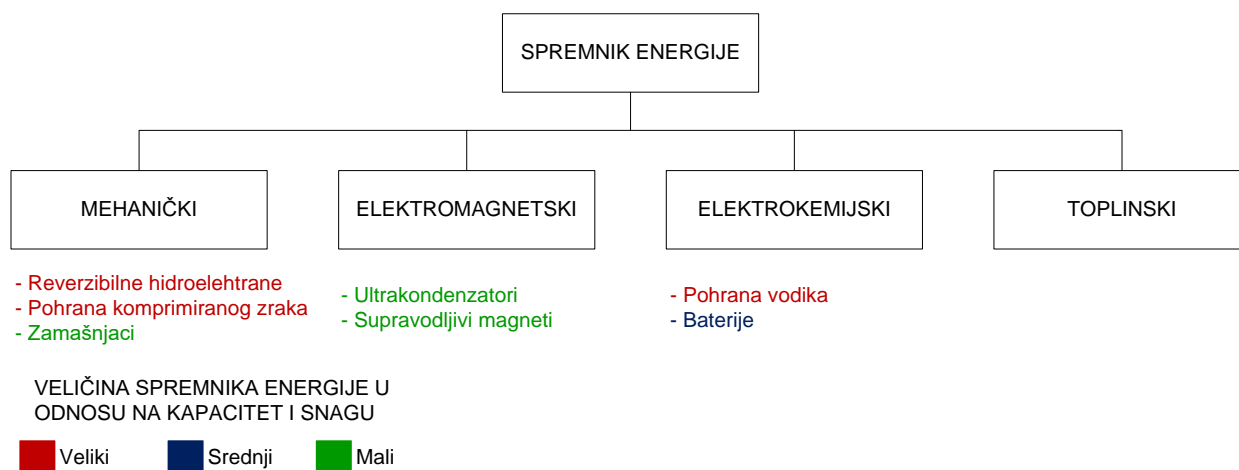 SPREMNIK ENERGIJE
MEHANIČKI
ELEKTROMAGNETSKI
ELEKTROKEMIJSKI
TOPLINSKI
- Reverzibilne hidroelehtrane
- Pohrana komprimiranog zraka
- Zamašnjaci
- Ultrakondenzatori
- Supravodljivi magneti
- Pohrana vodika
- Baterije
VELIČINA SPREMNIKA ENERGIJE U
ODNOSU NA KAPACITET I SNAGU
Veliki
Srednji
Mali